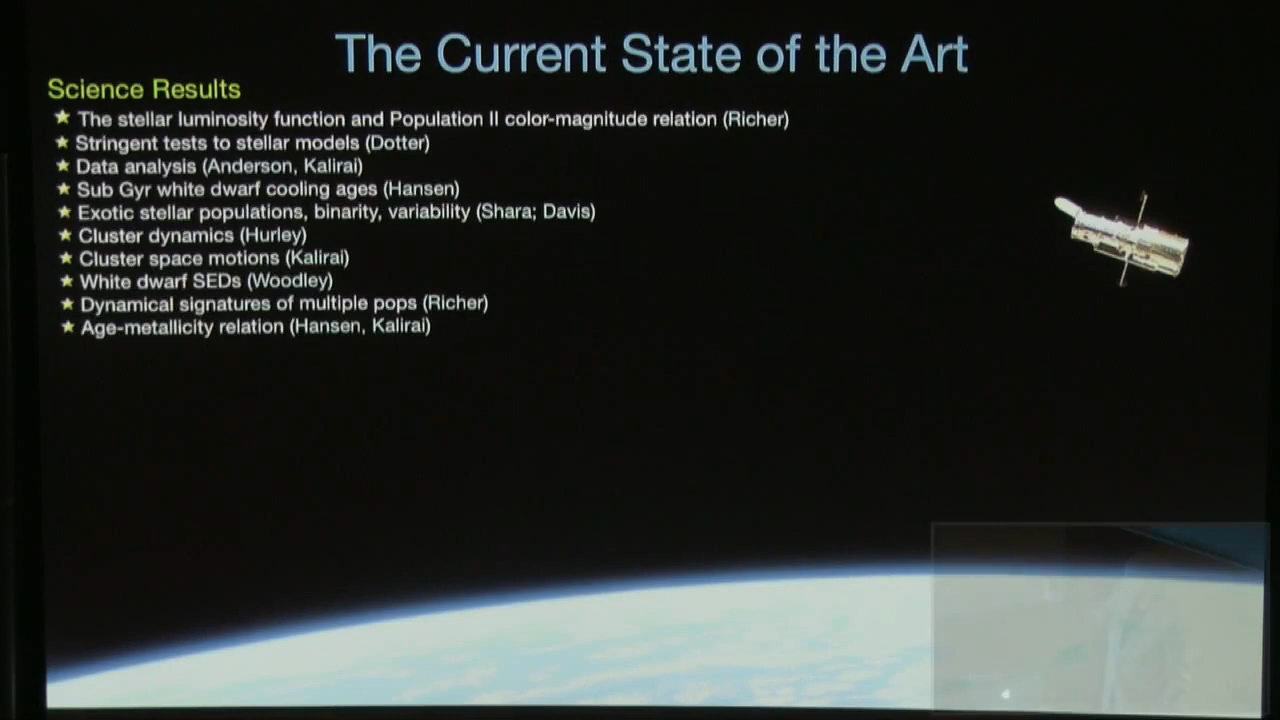 The Current State of the Art
Science Results
The stellar luminosity function and Population II color-magnitude relation (Richer)
Stringent tests to stellar models (Dotter)
Data analysis (Anderson, Kalirai)
Sub Gyr white dwarf cooling ages (Hansen)
Exotic stellar populations, binarity, variability (Shara; Davis)
Cluster dynamics (Hurley)
Cluster space motions (Kalirai)
White dwarf SEDs (Woodley)
Dynamical signatures of multiple pops (Richer)
Age-metallicity relation (Hansen, Kalirai)